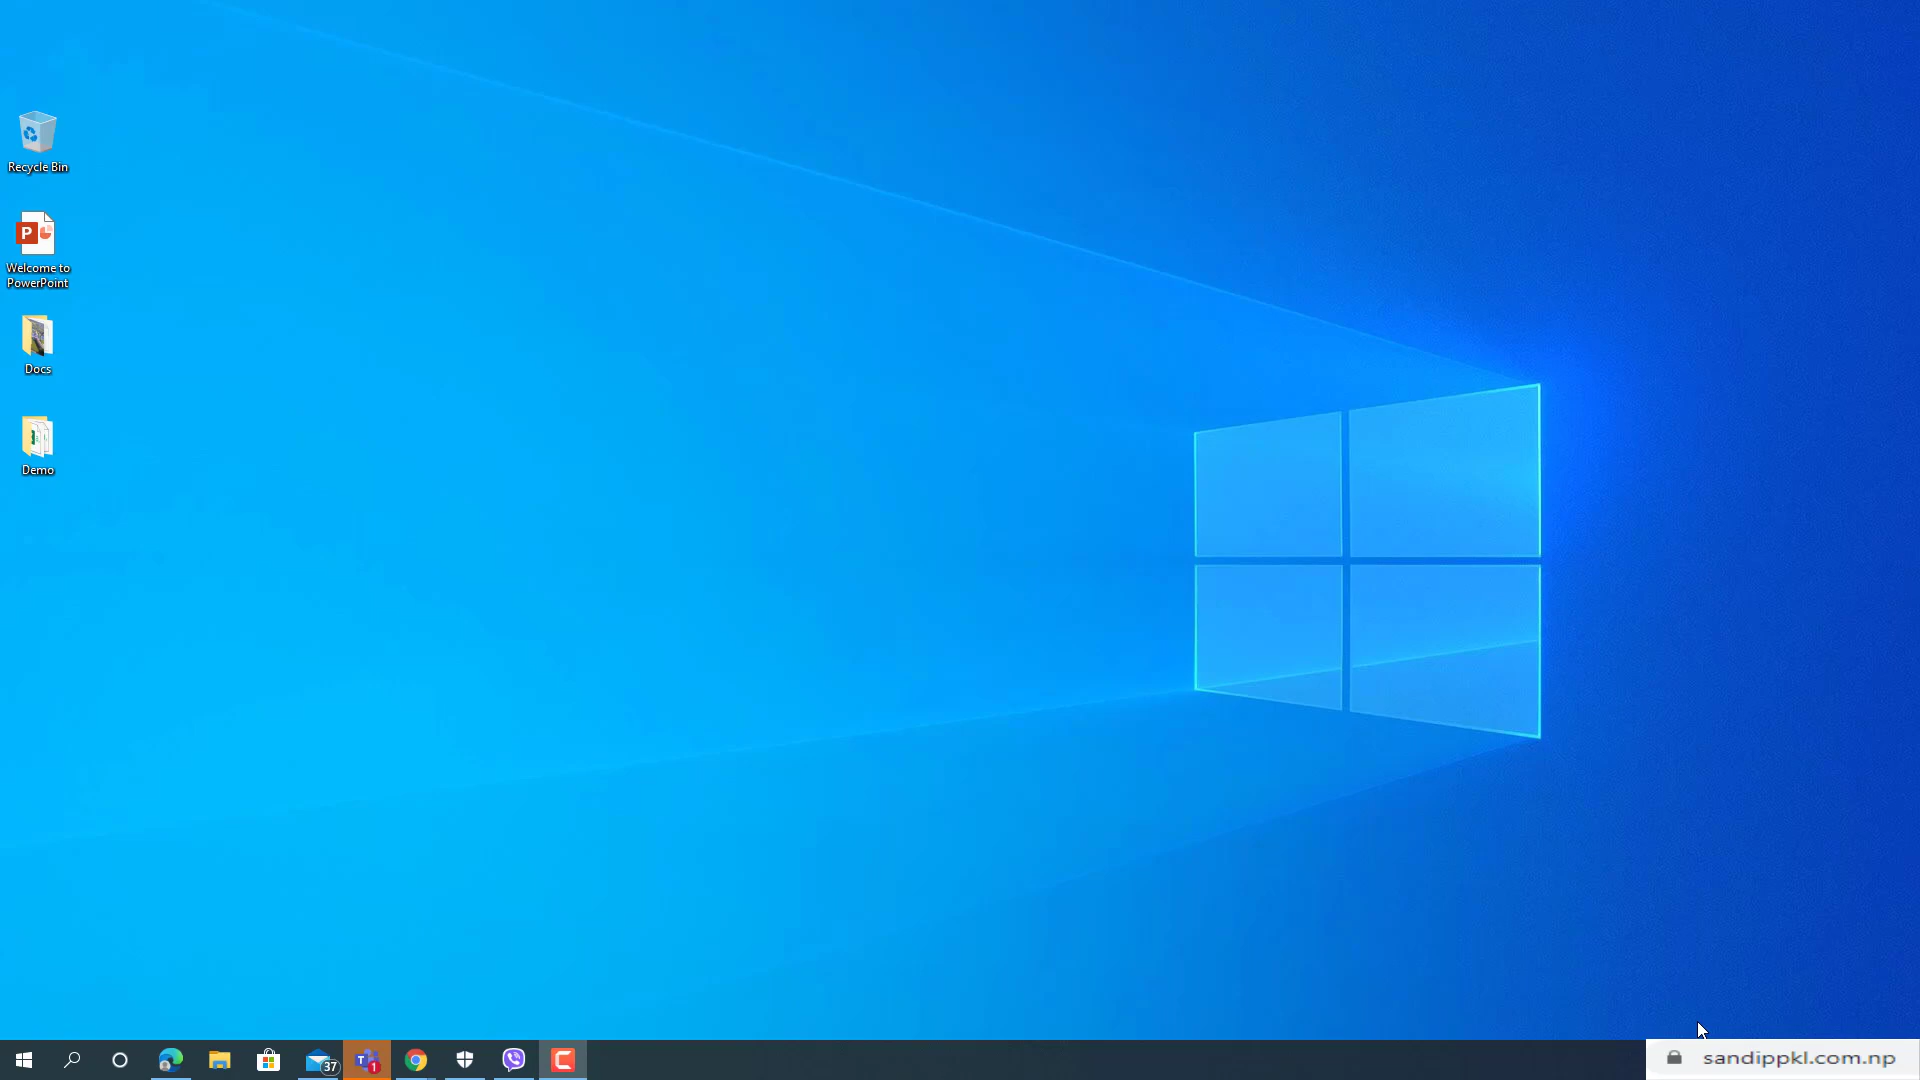 Recycle Bin
P
Welcome to
PowerPoint
Docs
Demo
37
T
1
C
sandippkl.com.np